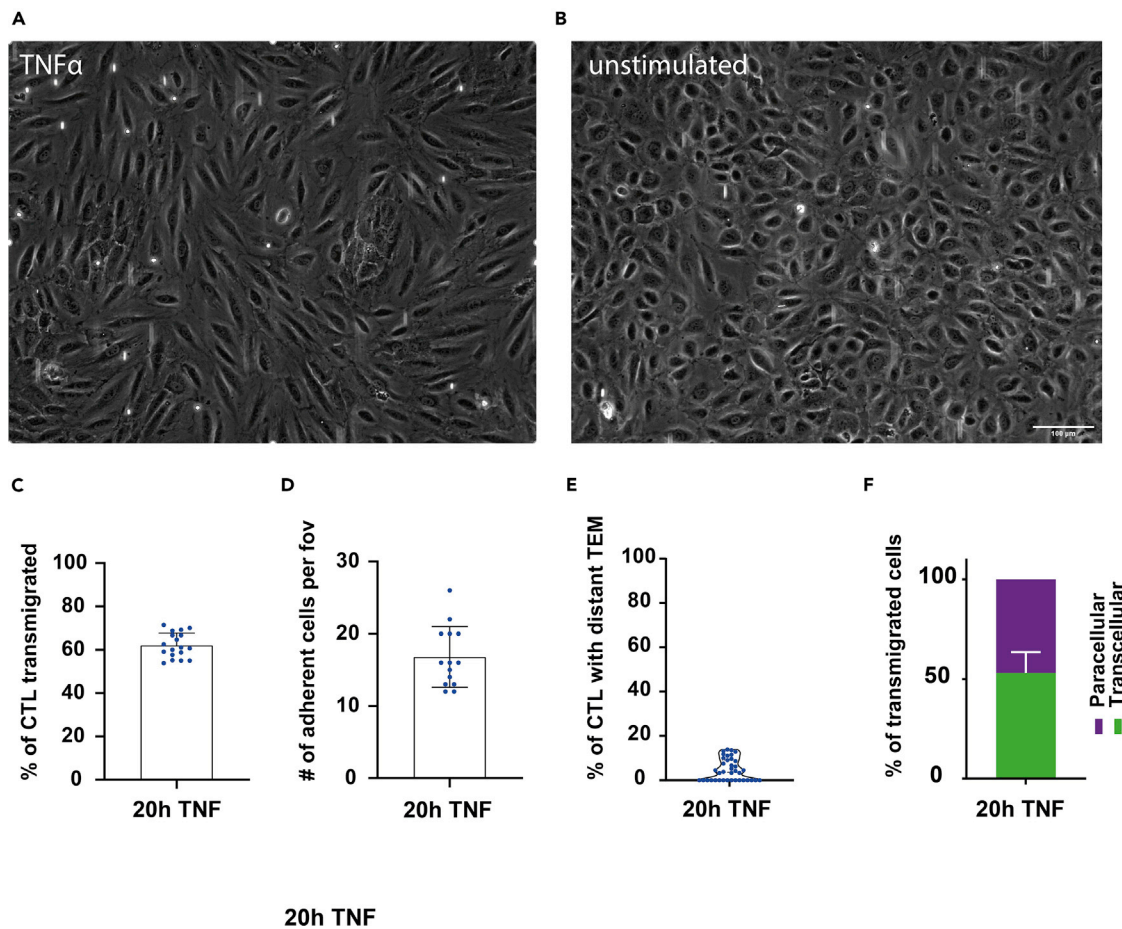 A
B
TNFα
unstimulated
100 µm
C
D
E
F
% of CTL transmigrated
100
80
60
40
20
0
20h TNF
# of adherent cells per fov
30
20
10
0
20h TNF
% of CTL with distant TEM
100
80
60
40
20
0
20h TNF
% of transmigrated cells
100
50
0
20h TNF
Paracellular
Transcellular
20h TNF